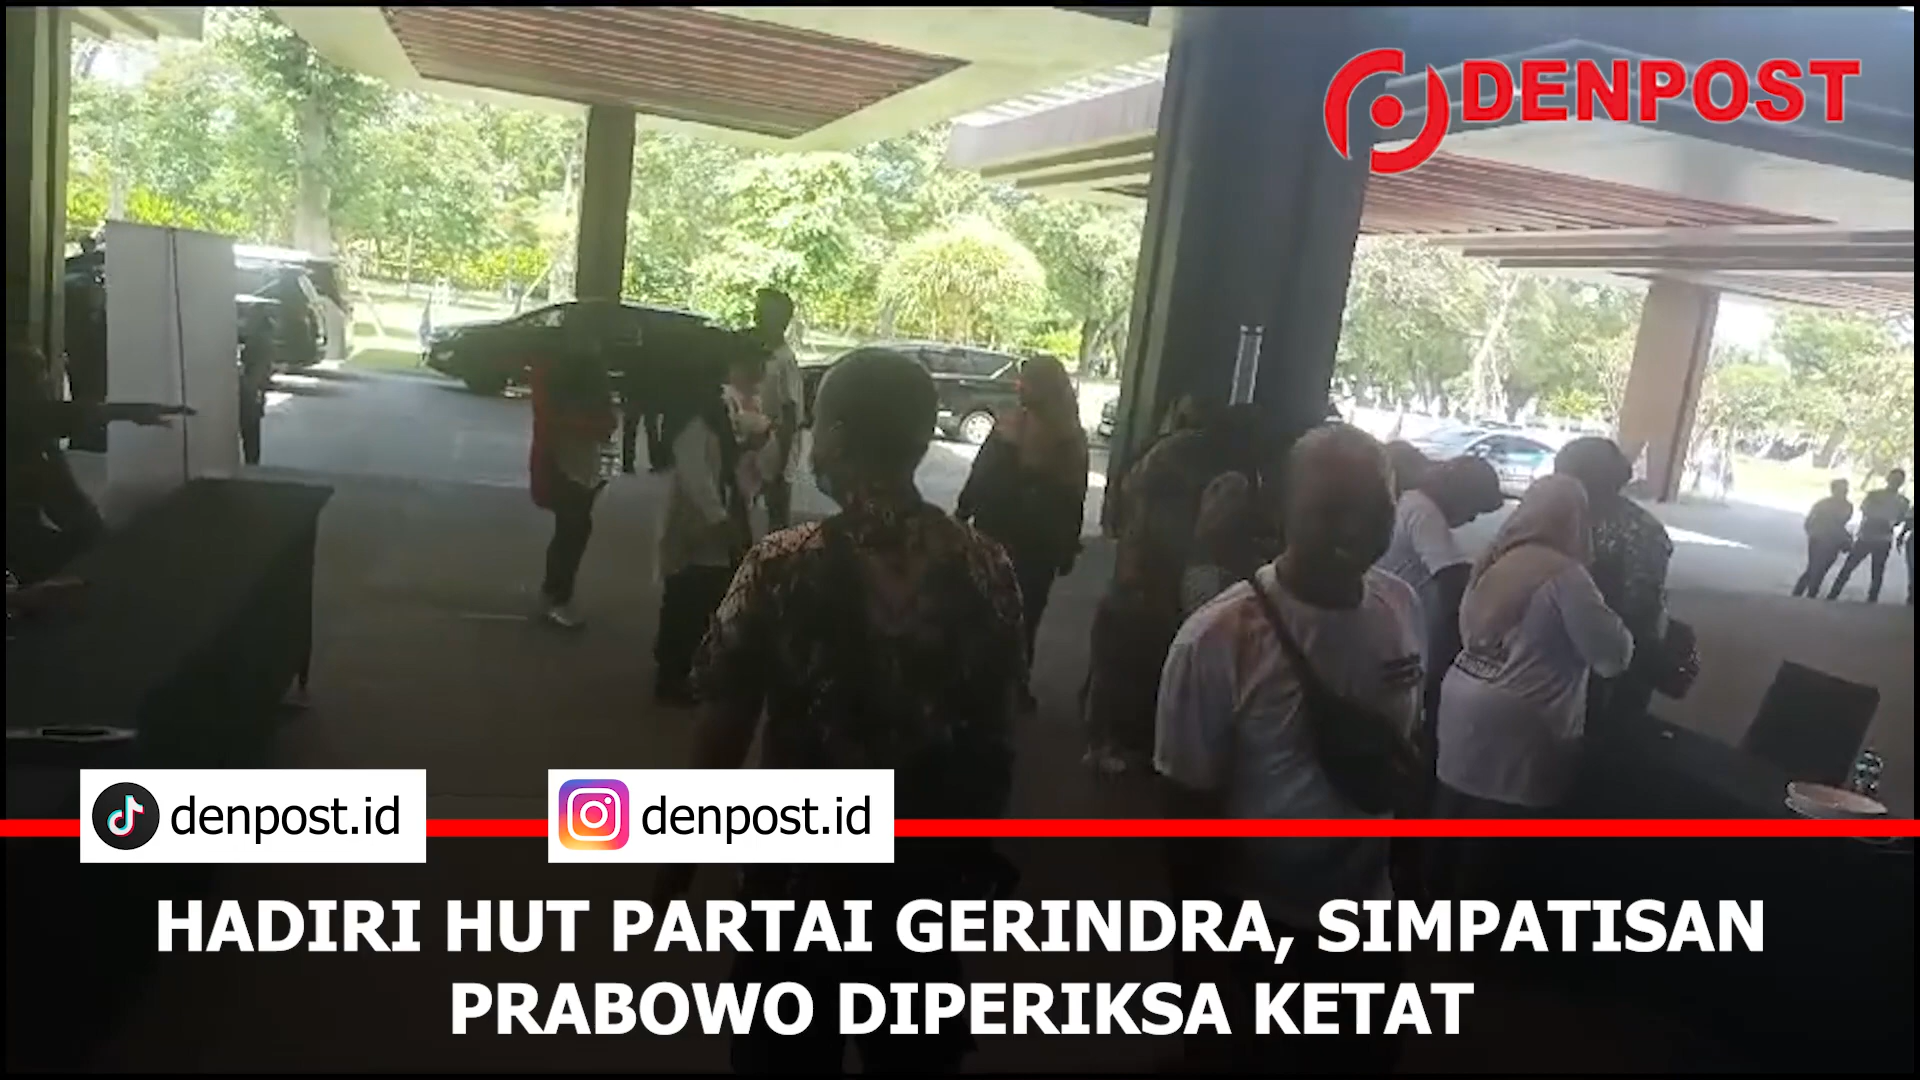 DENPOST
denpost.id
denpost.id
HADIRI HUT PARTAI GERINDRA, SIMPATISAN
PRABOWO DIPERIKSA KETAT